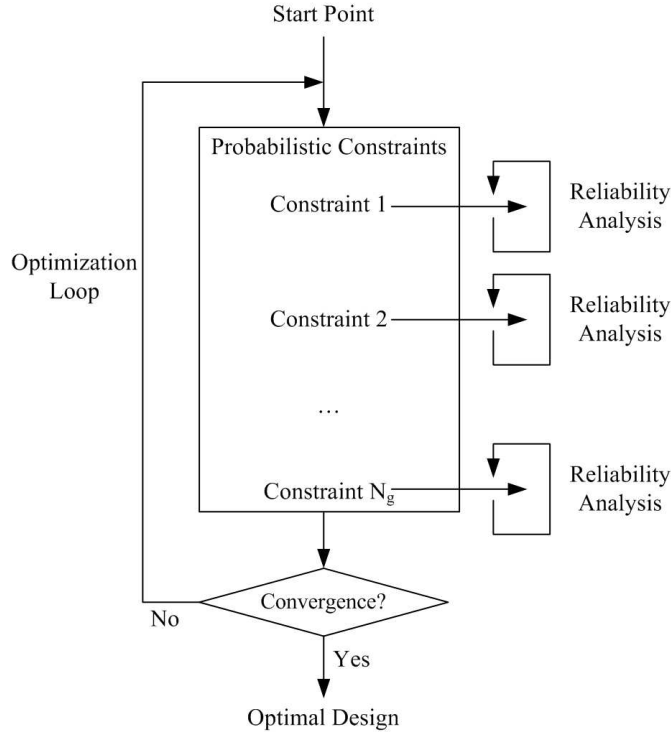 Start Point
Probabilistic Constraints
Constraint 1
Reliability
Analysis
Optimization
Loop
Constraint 2
Reliability
Analysis
...
Constraint Ng
Reliability
Analysis
Convergence?
No
Yes
Optimal Design